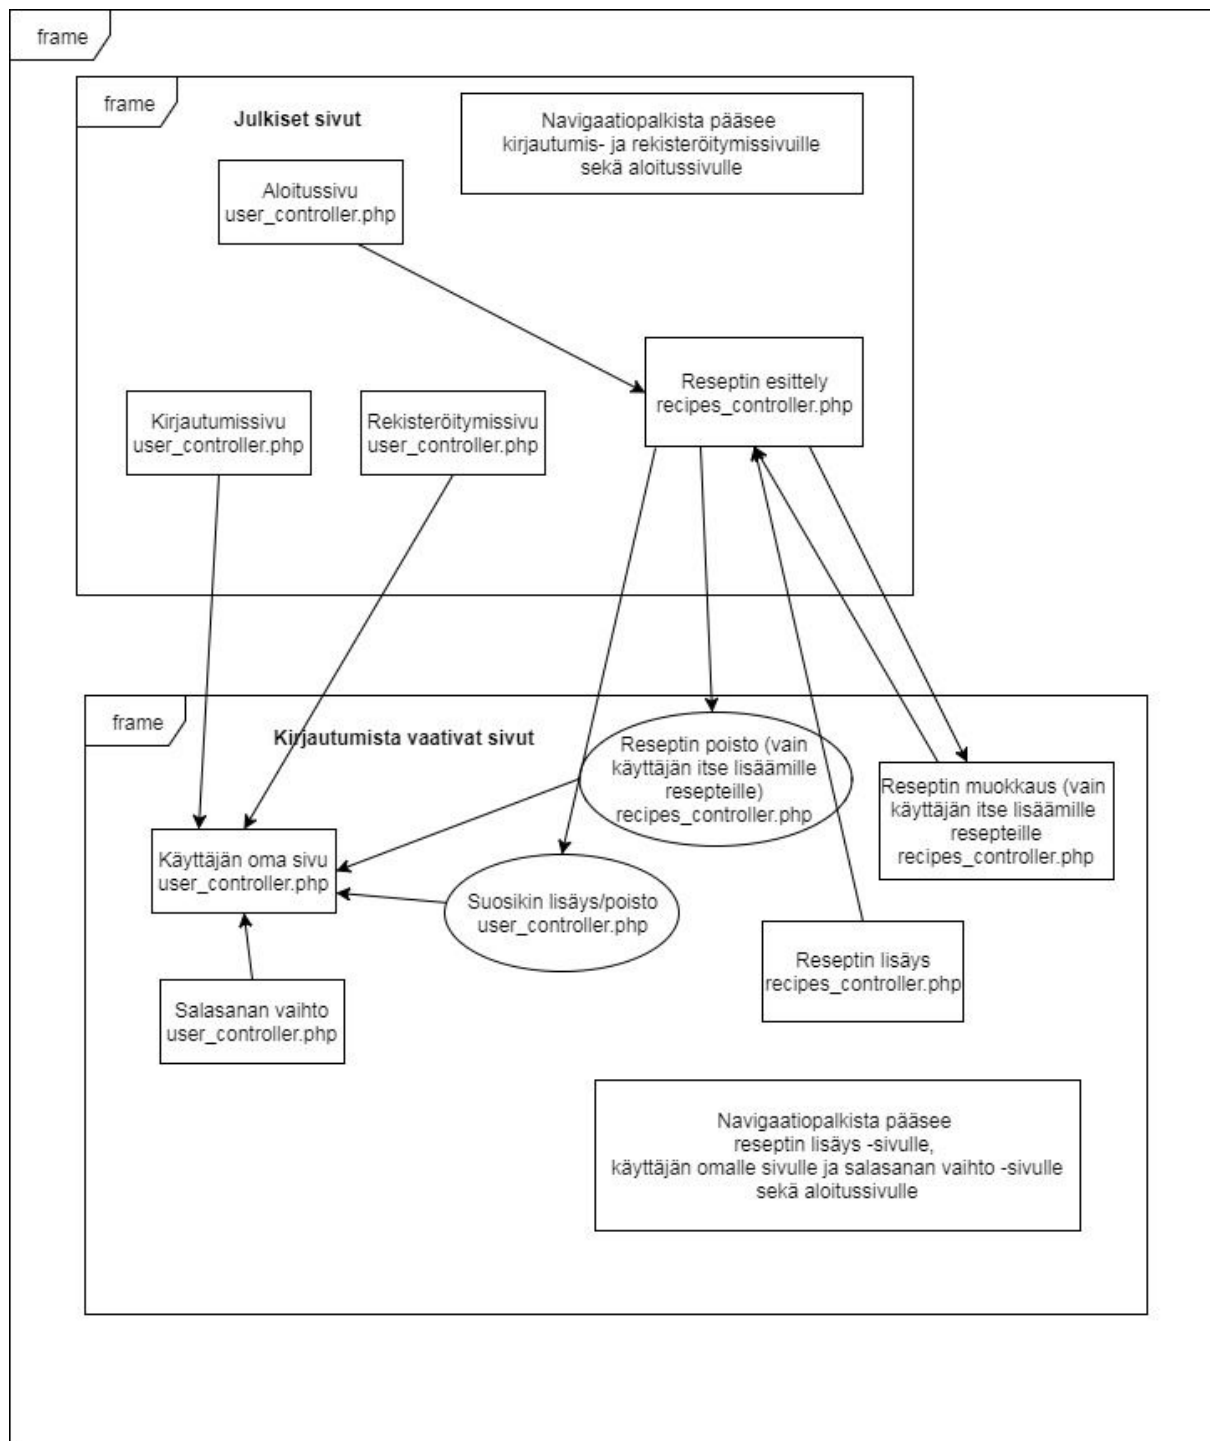 frame
frame
Julkiset sivut
Navigaatiopalkista pääsee
kirjautumis- ja rekisteröitymissivuille
sekä aloitussivulle
Aloitussivu
user_controller.php
Reseptin esittely
recipes_controller.php
Kirjautumissivu
user_controller.php
Rekisteröitymissivu
user_controller.php
frame
Kirjautumista vaativat sivut
Reseptin poisto (vain
käyttäjän itse lisäämille
resepteille)
recipes_controller.php
Reseptin muokkaus (vain
käyttäjän itse lisäämille
resepteille
recipes_controller.php
Käyttäjän oma sivu
user_controller.php
Suosikin lisäys/poisto
user_controller.php
Reseptin lisäys
recipes_controller.php
Salasanan vaihto
user_controller.php
Navigaatiopalkista pääsee
reseptin lisäys -sivulle,
käyttäjän omalle sivulle ja salasanan vaihto -sivulle
sekä aloitussivulle